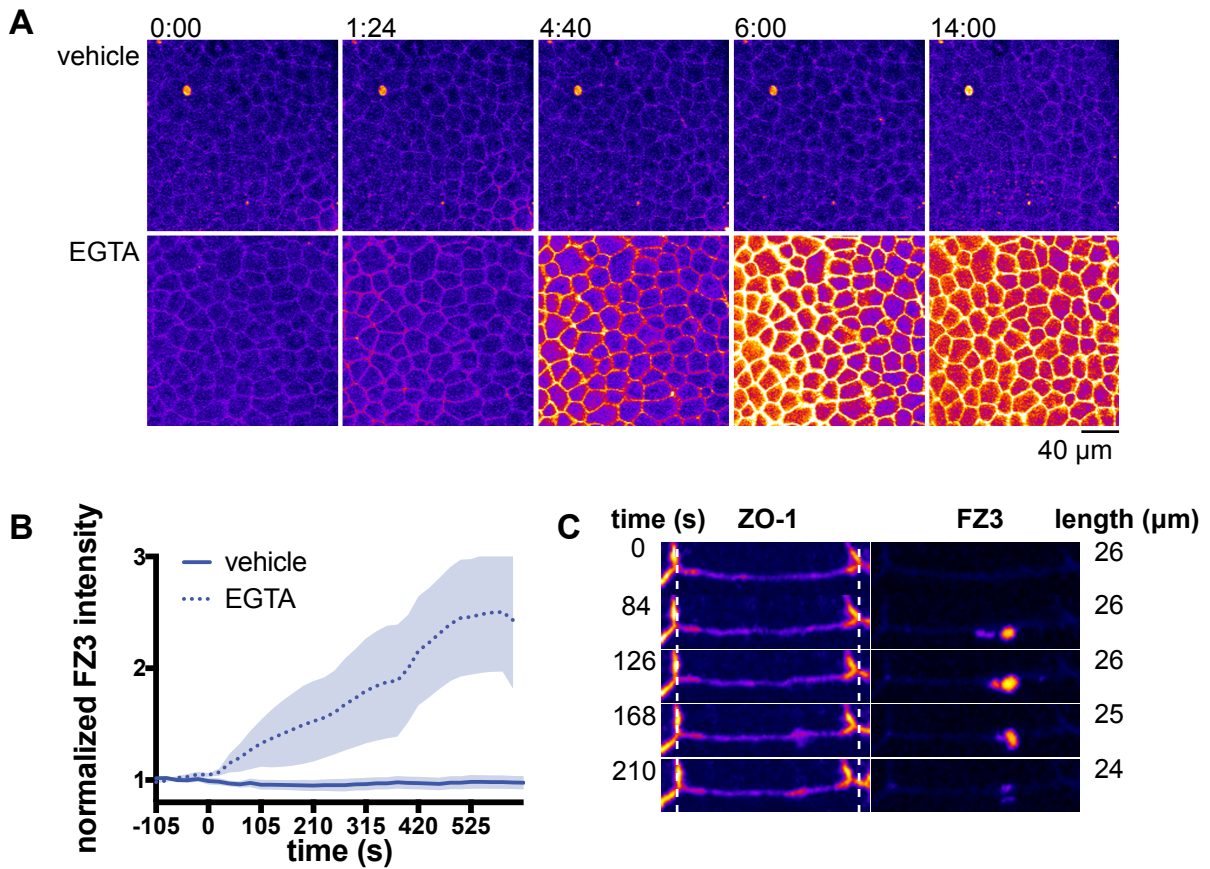 A
0:00 1:24 4:40 6:00 14:00
vehicle
EGTA
40 µm
B
normalized FZ3 intensity
3
2
1
vehicle
EGTA
-105 0 105 210 315 420 525
time (s)
C
time (s) ZO-1 FZ3 length (µm)
0 26
84 26
126 26
168 25
210 24